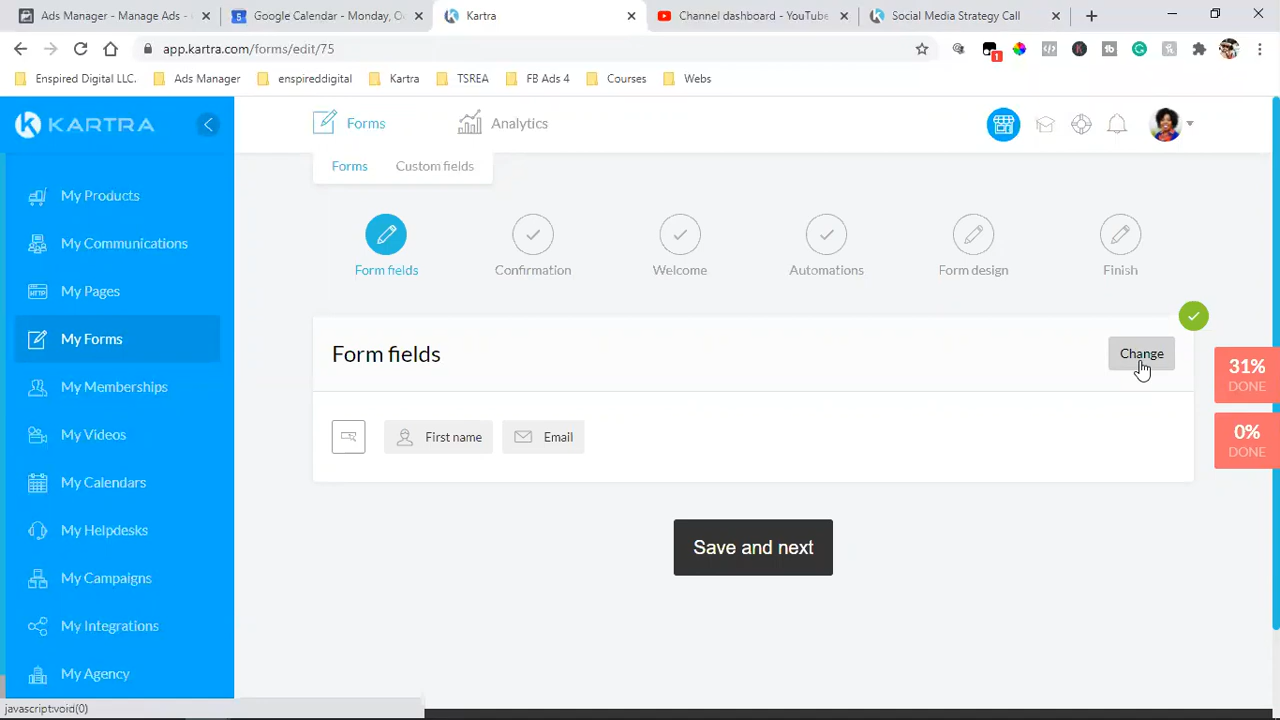 Ads Manager - Manage Ads -
Google Calendar - Monday,
Kartra
Channel dashboard - YouTube
Social Media Strategy Call
app.kartra.com/forms/edit/75
1
Enspired Digital LLC.
Ads Manager
enspireddigital
Kartra
TSREA
FB Ads 4
Courses
Webs
KARTRA
Forms
Analytics
Forms
Custom fields
My Products
My Communications
My Pages
My Forms
My Memberships
My Videos
My Calendars
My Helpdesks
My Campaigns
My Integrations
My Agency
Form fields
Confirmation
Welcome
Automations
Form design
Finish
Form fields
Change
31%
DONE
First name
Email
0%
DONE
Save and next
javascript:void(0)